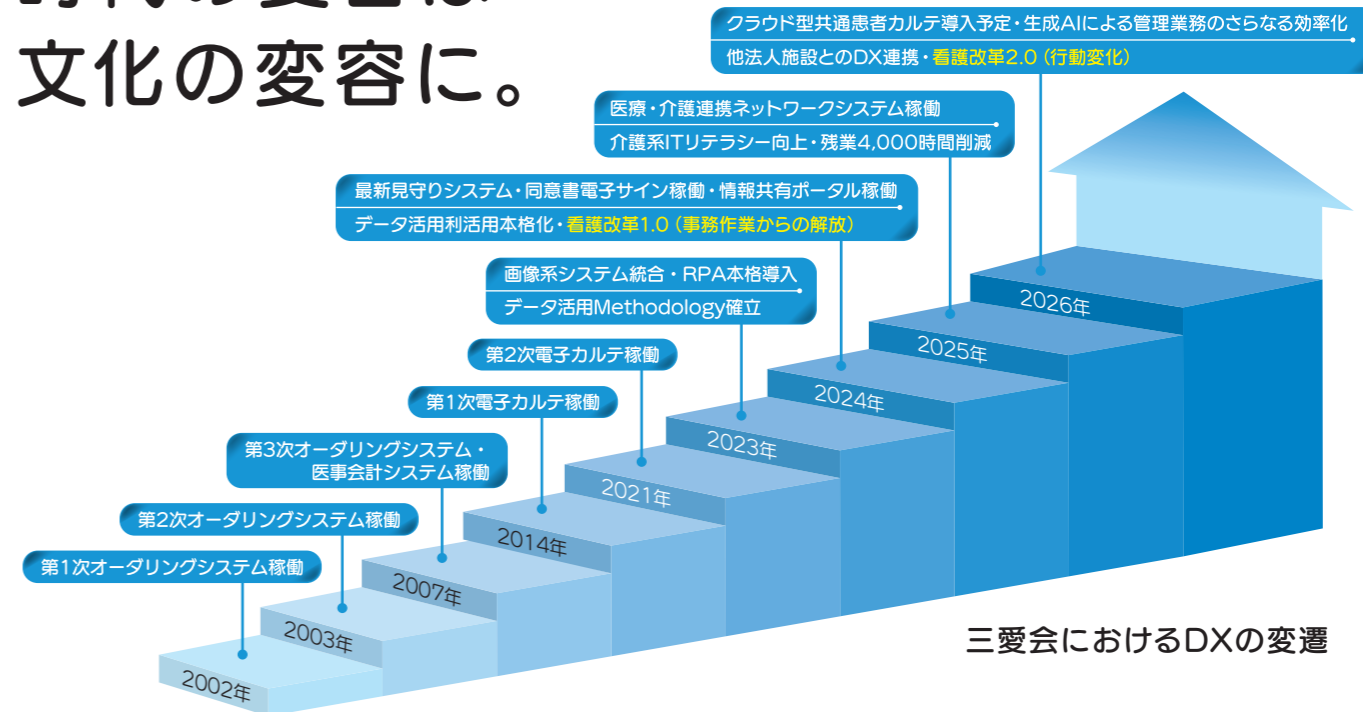 文化の変容に。
クラウド型共通患者カルテ導入予定・生成AIによる管理業務のさらなる効率化
他法人施設とのDX連携・看護改革2.0（行動変化）
医療・介護連携ネットワークシステム稼働
介護系ITリテラシー向上・残業4,000時間削減
最新見守りシステム・同意書電子サイン稼働・情報共有ポータル稼働
データ活用利活用本格化・看護改革1.0（事務作業からの解放）
画像系システム統合・RPA本格導入
データ活用Methodology確立
第2次電子カルテ稼働
第1次電子カルテ稼働
第3次オーダリングシステム・
医事会計システム稼働
第2次オーダリングシステム稼働
第1次オーダリングシステム稼働
2026年
2025年
2024年
2023年
2021年
2014年
2007年
2003年
2002年
三愛会におけるDXの変遷